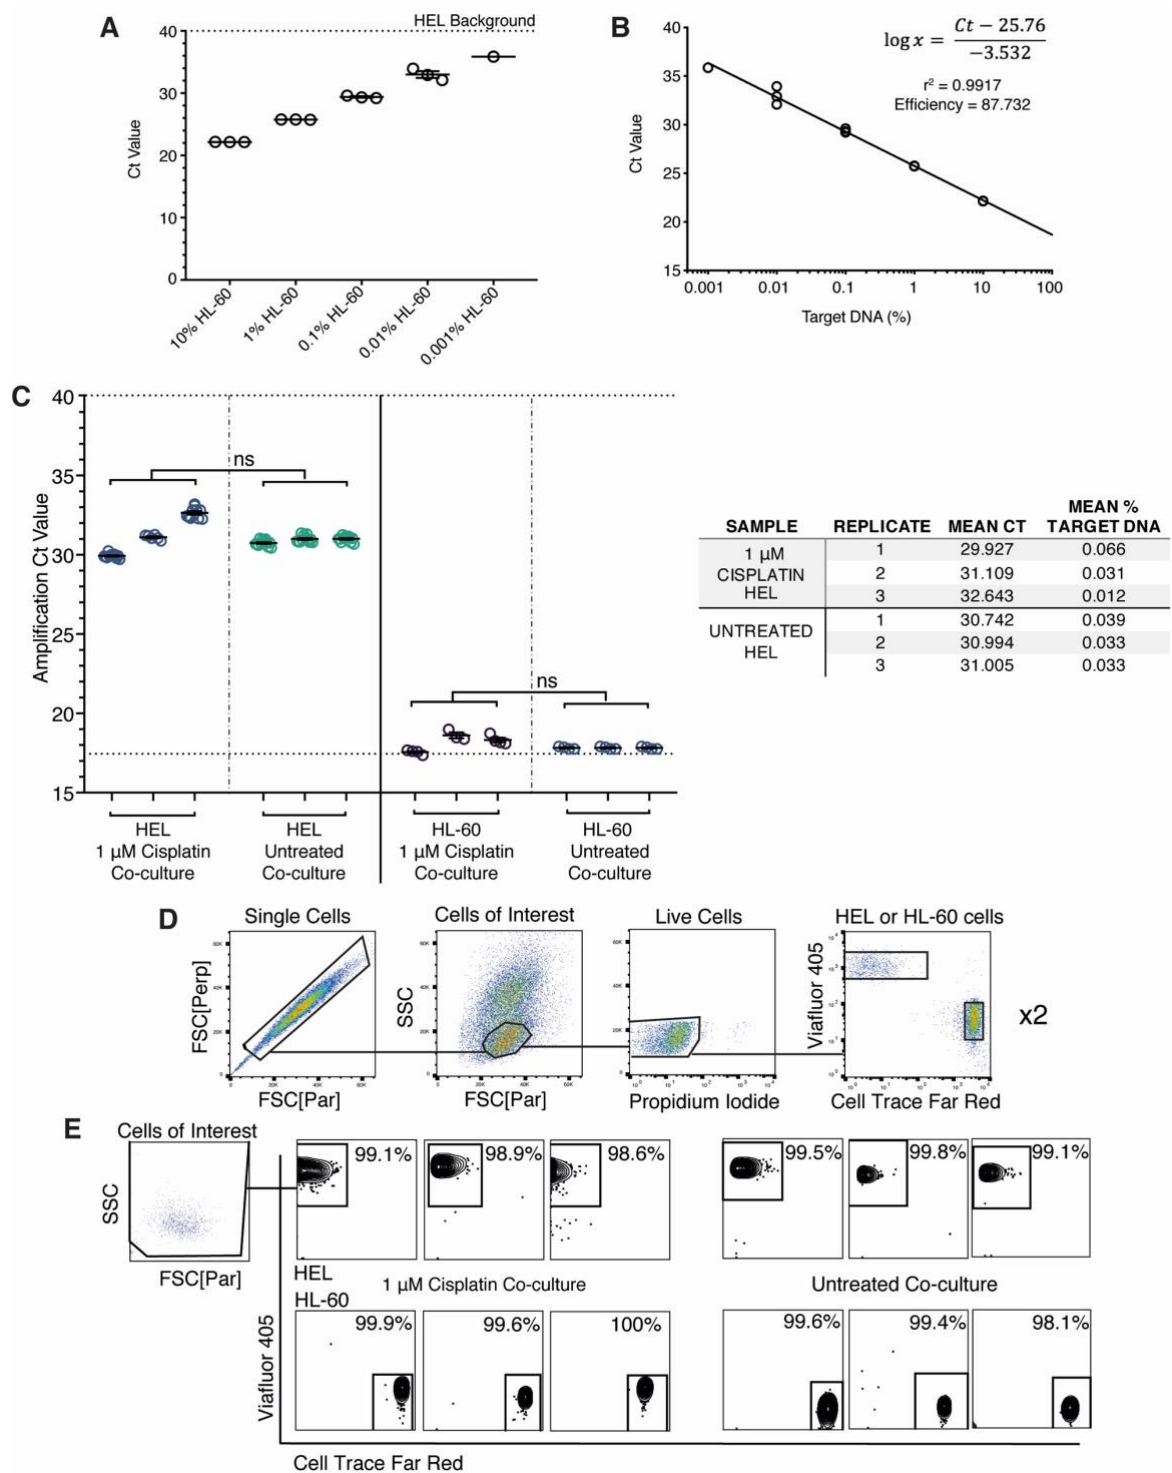 A
HEL Background
Ct Value
40
30
20
10
0
10% HL-60
1% HL-60
0.1% HL-60
0.01% HL-60
0.001% HL-60
B
log x = (Ct − 25.76) / −3.532
r² = 0.9917
Efficiency = 87.732
Ct Value
40
35
30
25
20
15
0.001
0.01
0.1
1
10
100
Target DNA (%)
C
Amplification Ct Value
40
35
30
25
20
15
ns
ns
HEL
1 µM Cisplatin
Co-culture
HEL
Untreated
Co-culture
HL-60
1 µM Cisplatin
Co-culture
HL-60
Untreated
Co-culture
SAMPLE REPLICATE MEAN CT MEAN % TARGET DNA
1 µM CISPLATIN HEL
1 29.927 0.066
2 31.109 0.031
3 32.643 0.012
UNTREATED HEL
1 30.742 0.039
2 30.994 0.033
3 31.005 0.033
D
Single Cells
FSC[Perp]
FSC[Par]
Cells of Interest
SSC
FSC[Par]
Live Cells
Propidium Iodide
HEL or HL-60 cells
Viafluor 405
Cell Trace Far Red
x2
E
Cells of Interest
SSC
FSC[Par]
99.1%
98.9%
98.6%
99.5%
99.8%
99.1%
HEL
1 µM Cisplatin Co-culture
Untreated Co-culture
HL-60
99.9%
99.6%
100%
99.6%
99.4%
98.1%
Viafluor 405
Cell Trace Far Red